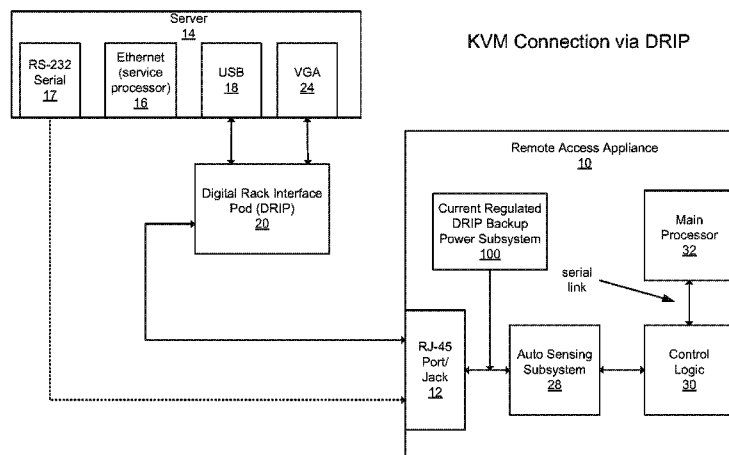 Server
14
KVM Connection via DRIP
RS-232
Serial
17
Ethernet
(service
processor)
16
USB
18
VGA
24
Digital Rack Interface
Pod (DRIP)
20
Remote Access Appliance
10
Current Regulated
DRIP Backup
Power Subsystem
100
Main
Processor
32
serial
link
RJ-45
Port/
Jack
12
Auto Sensing
Subsystem
28
Control
Logic
30